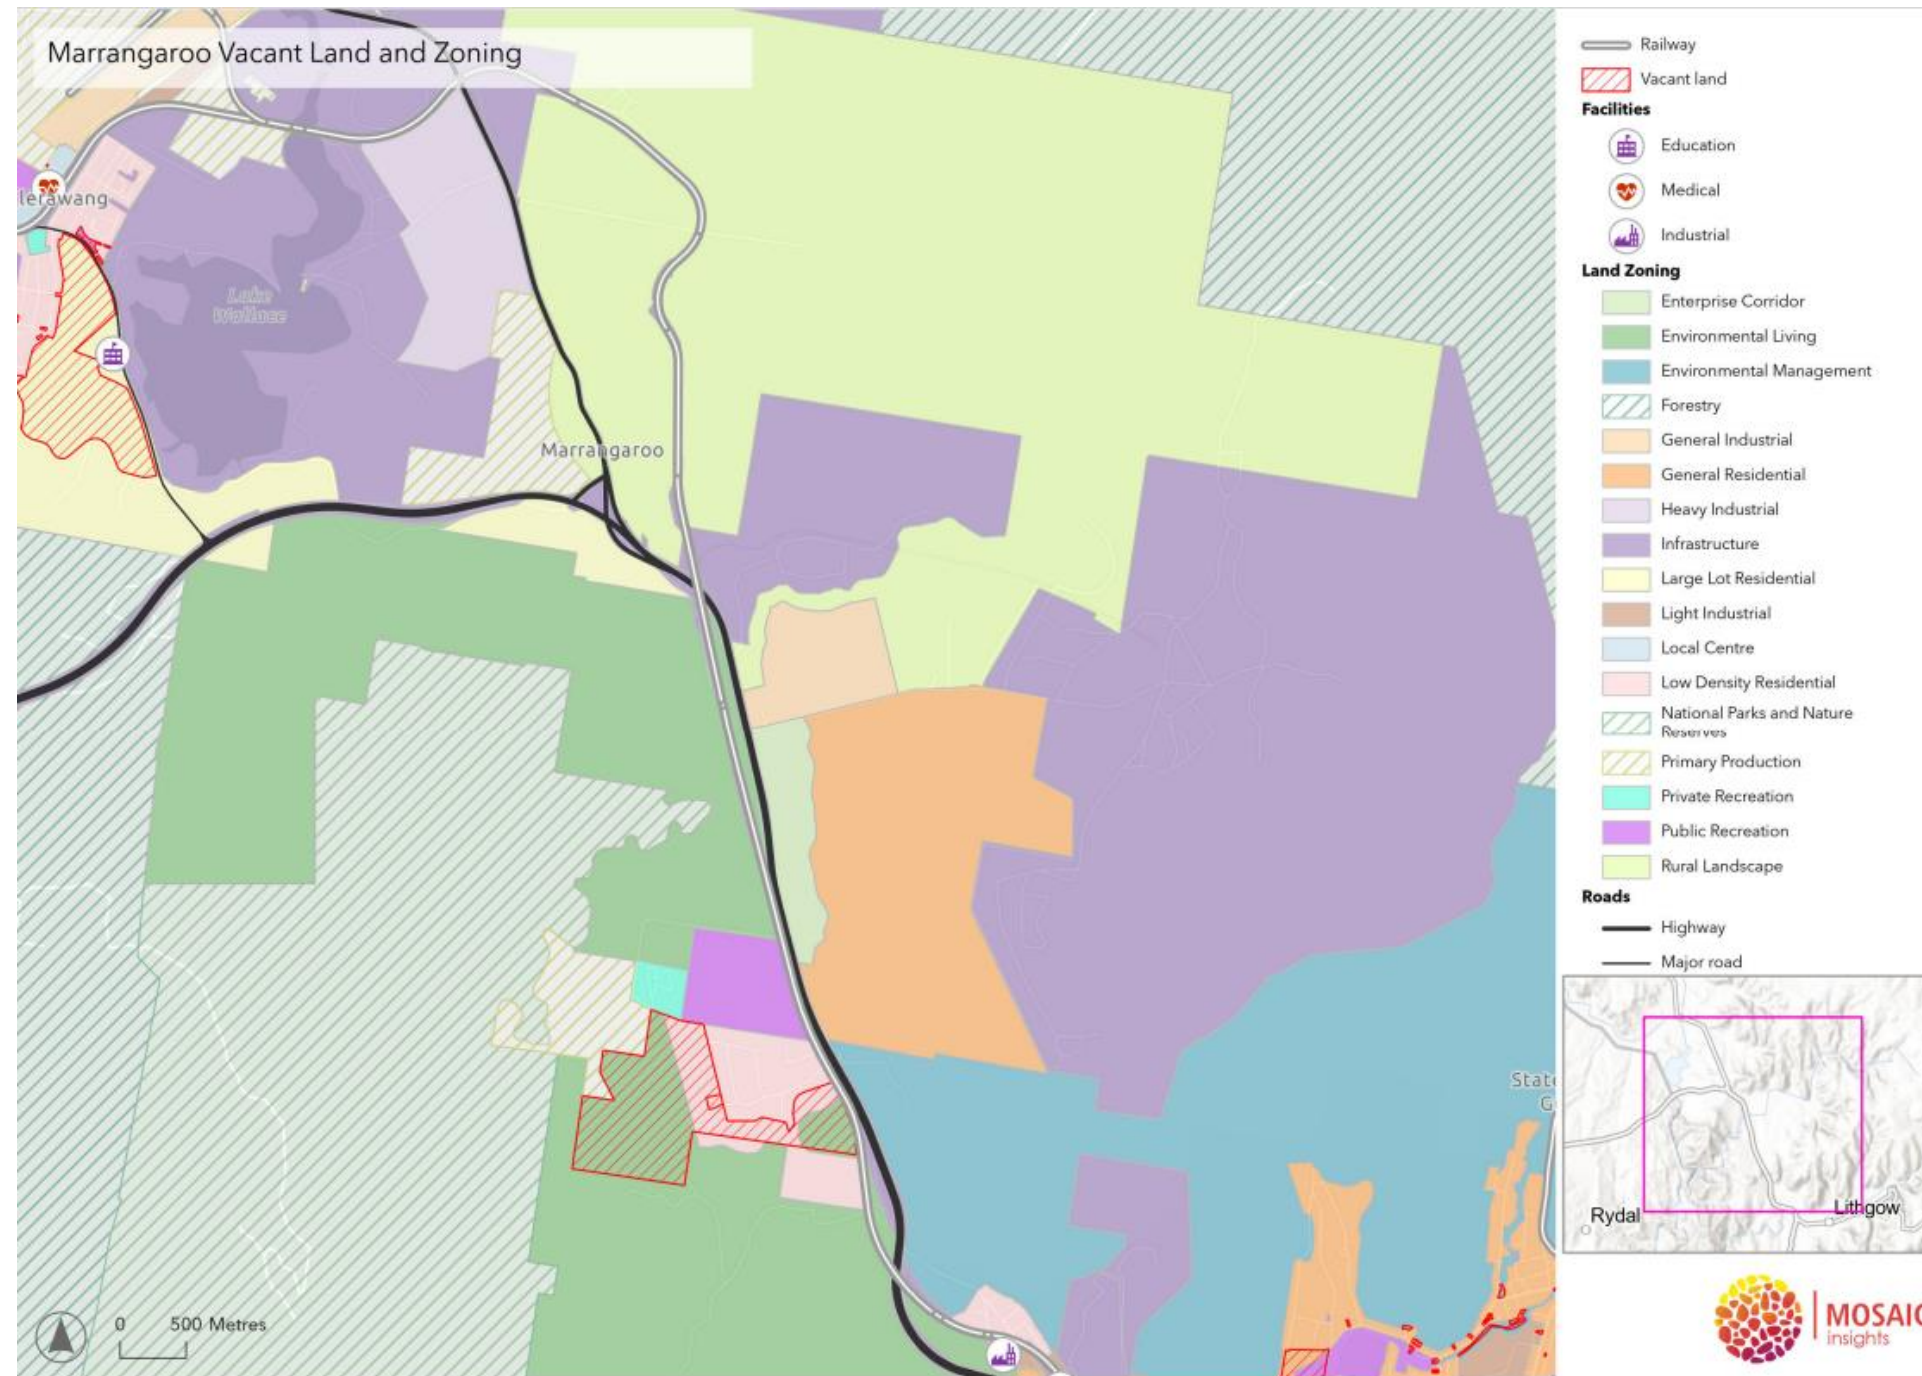 Marrangaroo Vacant Land and Zoning
lerawang
Lake
Wallace
Marrangaroo
State
G
0 500 Metres
Railway
Vacant land
Facilities
Education
Medical
Industrial
Land Zoning
Enterprise Corridor
Environmental Living
Environmental Management
Forestry
General Industrial
General Residential
Heavy Industrial
Infrastructure
Large Lot Residential
Light Industrial
Local Centre
Low Density Residential
National Parks and Nature
Reserves
Primary Production
Private Recreation
Public Recreation
Rural Landscape
Roads
Highway
Major road
Rydal
Lithgow
MOSAIC
insights